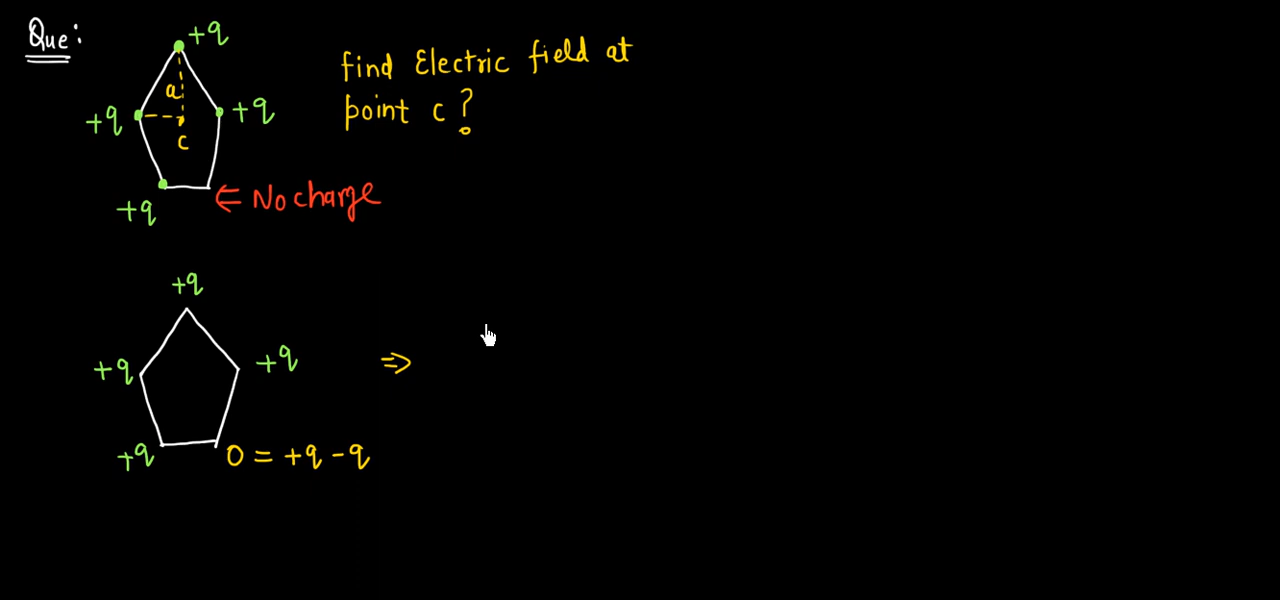 Que:
+q
find Electric field at
a
+q
+q
point c?
c
+q
⇐ No charge
+q
+q
+q
⇒
+q
0 = +q - q